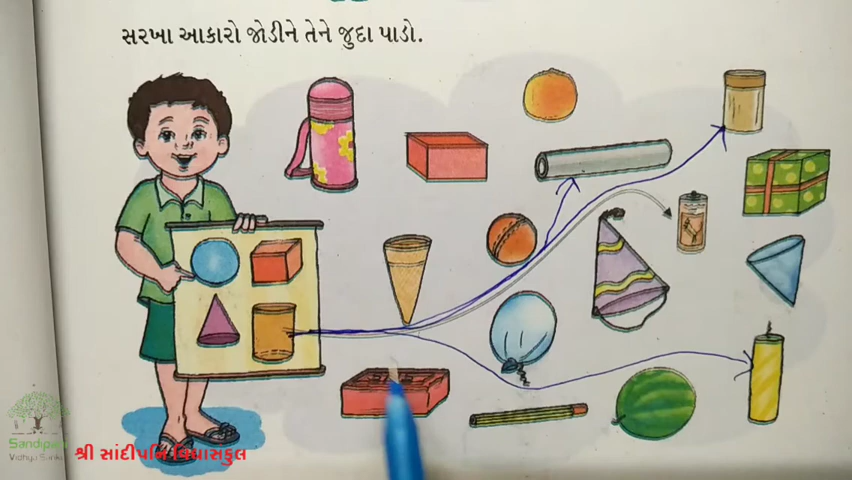 સરખા આકારો જોડીને તેને જુદા પાડો.
Sandipani
Vidhya Sankul
શ્રી સાંદીપનિ વિદ્યાસંકુલ